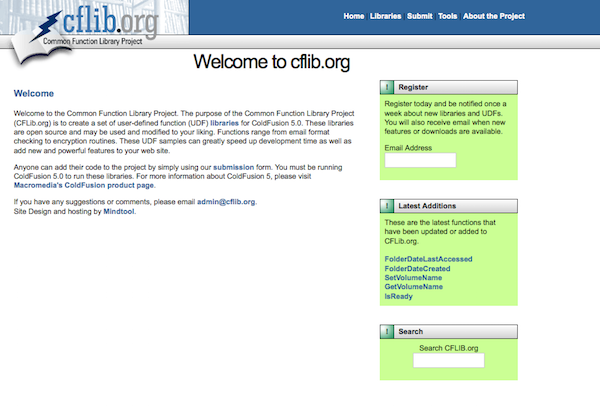 cflib.org
Common Function Library Project
Home | Libraries | Submit | Tools | About the Project
Welcome to cflib.org
Welcome
Welcome to the Common Function Library Project. The purpose of the Common Function Library Project
(CFLib.org) is to create a set of user-defined function (UDF) libraries for ColdFusion 5.0. These libraries
are open source and may be used and modified to your liking. Functions range from email format
checking to encryption routines. These UDF samples can greatly speed up development time as well as
add new and powerful features to your web site.
Anyone can add their code to the project by simply using our submission form. You must be running
ColdFusion 5.0 to run these libraries. For more information about ColdFusion 5, please visit
Macromedia's ColdFusion product page.
If you have any suggestions or comments, please email admin@cflib.org.
Site Design and hosting by Mindtool.
! Register
Register today and be notified once a
week about new libraries and UDFs.
You will also receive email when new
features or downloads are available.
Email Address
! Latest Additions
These are the latest functions that
have been updated or added to
CFLib.org.
FolderDateLastAccessed
FolderDateCreated
SetVolumeName
GetVolumeName
IsReady
! Search
Search CFLIB.org